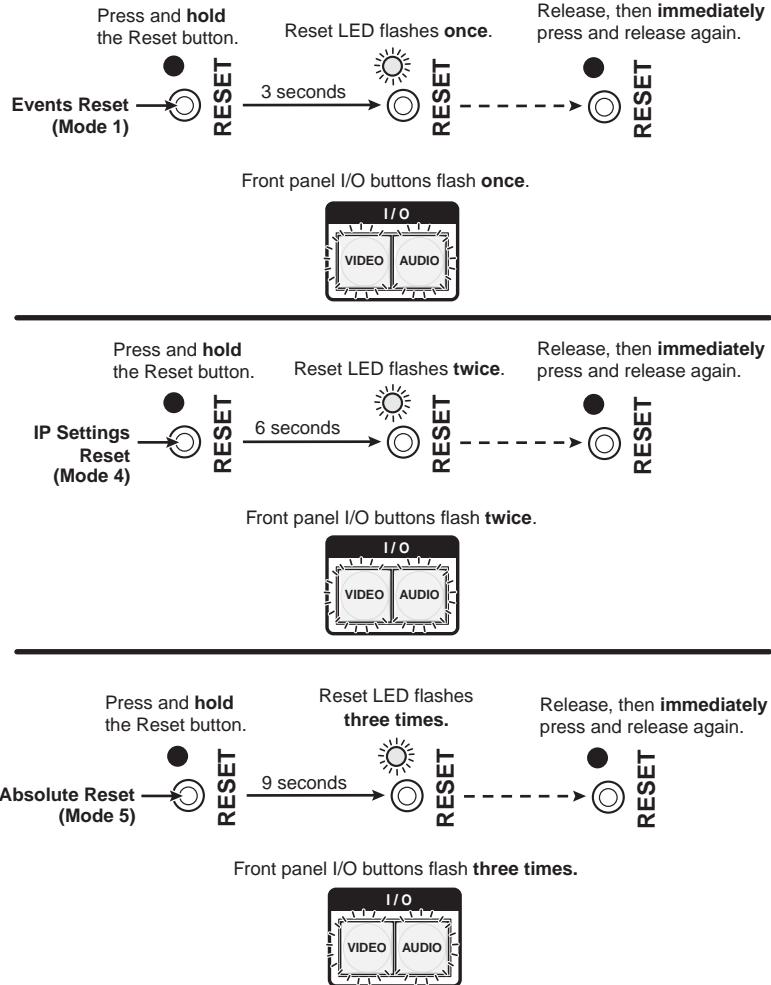 Press and hold
the Reset button.
Reset LED flashes once.
Release, then immediately
press and release again.
Events Reset
(Mode 1)
RESET
3 seconds
RESET
RESET
Front panel I/O buttons flash once.
I / O
VIDEO
AUDIO
Press and hold
the Reset button.
Reset LED flashes twice.
Release, then immediately
press and release again.
IP Settings
Reset
(Mode 4)
RESET
6 seconds
RESET
RESET
Front panel I/O buttons flash twice.
I / O
VIDEO
AUDIO
Press and hold
the Reset button.
Reset LED flashes
three times.
Release, then immediately
press and release again.
Absolute Reset
(Mode 5)
RESET
9 seconds
RESET
RESET
Front panel I/O buttons flash three times.
I / O
VIDEO
AUDIO